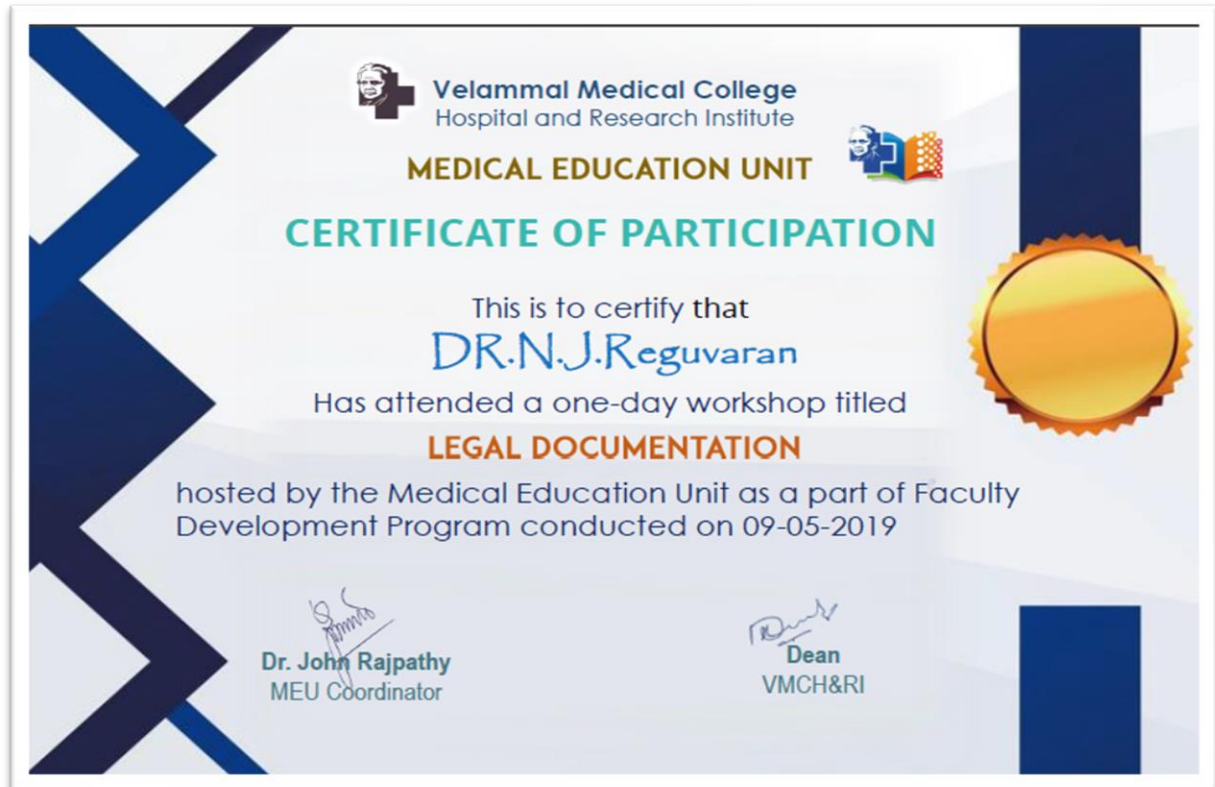 Velammal Medical College
Hospital and Research Institute
MEDICAL EDUCATION UNIT
CERTIFICATE OF PARTICIPATION
This is to certify that
DR.N.J.Reguvaran
Has attended a one-day workshop titled
LEGAL DOCUMENTATION
hosted by the Medical Education Unit as a part of Faculty
Development Program conducted on 09-05-2019
Dr. John Rajpathy
MEU Coordinator
Dean
VMCH&RI